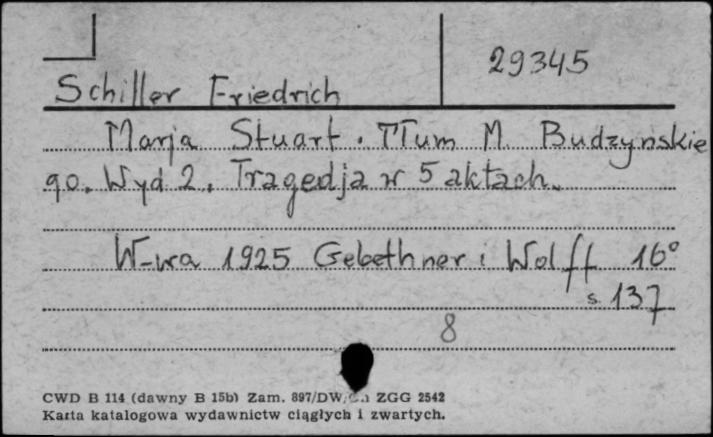 29345
Schiller Friedrich
Marja Stuart. Tłum M. Budzyńskie
go. Wyd 2. Tragedja w 5 aktach.
W-wa 1925 Gebethner i Wolff 16°
s. 137
8
CWD B 114 (dawny B 15b) Zam. 897/DW ZGG 2542
Karta katalogowa wydawnictw ciągłych i zwartych.